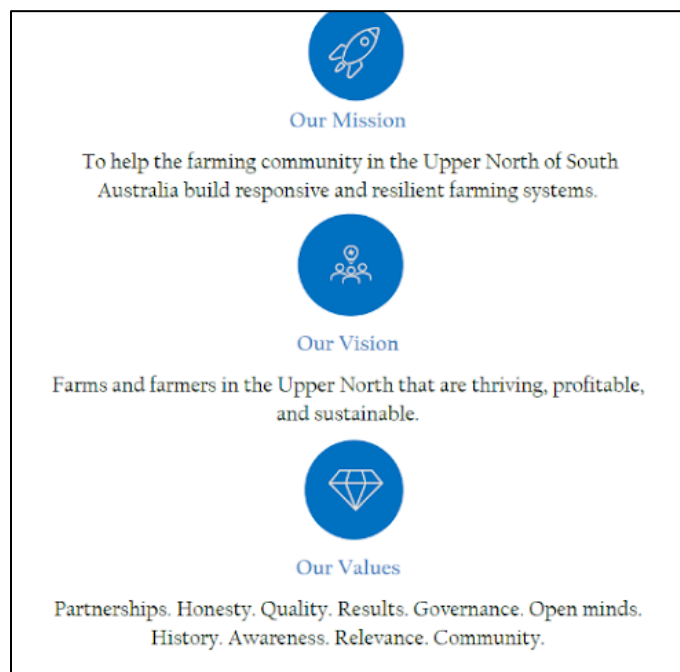 Our Mission
To help the farming community in the Upper North of South
Australia build responsive and resilient farming systems.
Our Vision
Farms and farmers in the Upper North that are thriving, profitable,
and sustainable.
Our Values
Partnerships. Honesty. Quality. Results. Governance. Open minds.
History. Awareness. Relevance. Community.